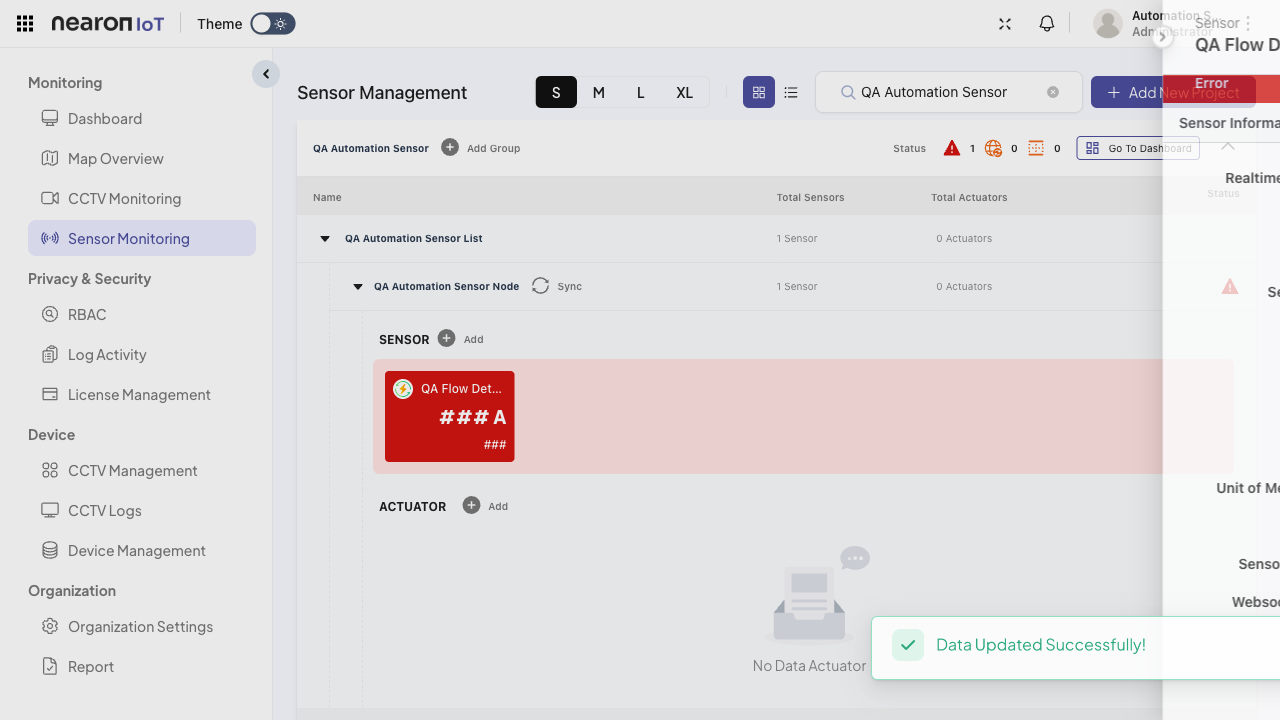 nearon IoT
Theme
Automation S...
Administrator
Monitoring
Dashboard
Map Overview
CCTV Monitoring
Sensor Monitoring
Privacy & Security
RBAC
Log Activity
License Management
Device
CCTV Management
CCTV Logs
Device Management
Organization
Organization Settings
Report
Sensor Management
S M L XL
QA Automation Sensor
Add New Project
QA Automation Sensor
Add Group
Status 1 0 0
Go To Dashboard
Name Total Sensors Total Actuators Status
QA Automation Sensor List 1 Sensor 0 Actuators
QA Automation Sensor Node Sync 1 Sensor 0 Actuators
SENSOR Add
QA Flow Det...
### A
###
ACTUATOR Add
No Data Actuator
Sensor
QA Flow D
Error
Sensor Informa
Realtime
Se
Unit of Me
Senso
Websoc
Data Updated Successfully!